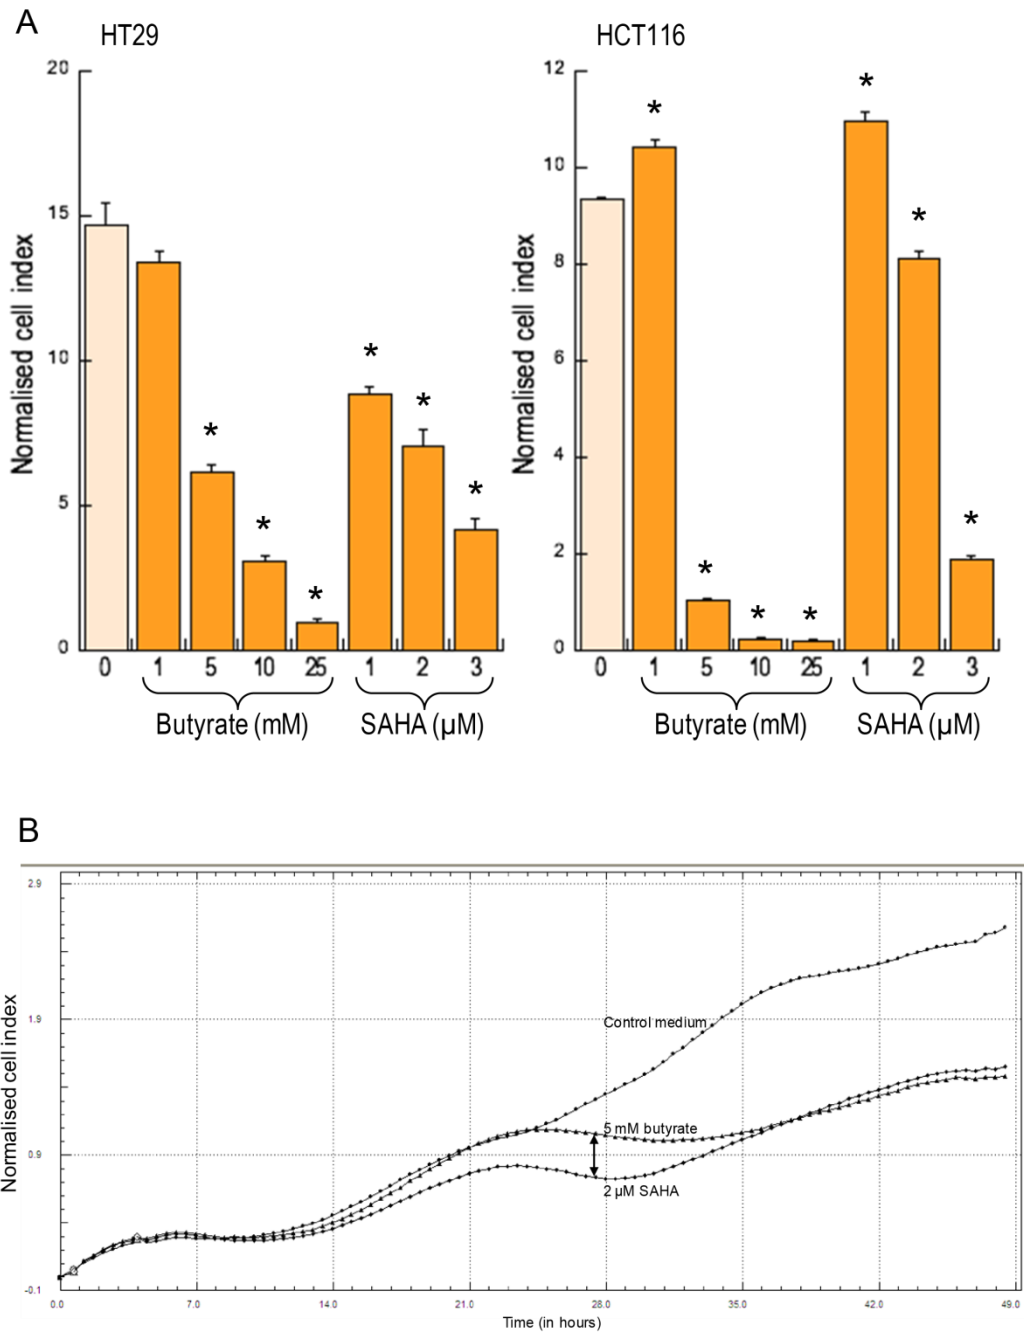 A
HT29
HCT116
Normalised cell index
20
15
10
5
0
* * * * * *
0 1 5 10 25 1 2 3
Butyrate (mM) SAHA (µM)
Normalised cell index
12
10
8
6
4
2
0
* * * * * * *
0 1 5 10 25 1 2 3
Butyrate (mM) SAHA (µM)
B
Normalised cell index
2.9
1.9
0.9
-0.1
Control medium
5 mM butyrate
2 µM SAHA
0.0 7.0 14.0 21.0 28.0 35.0 42.0 49.0
Time (in hours)